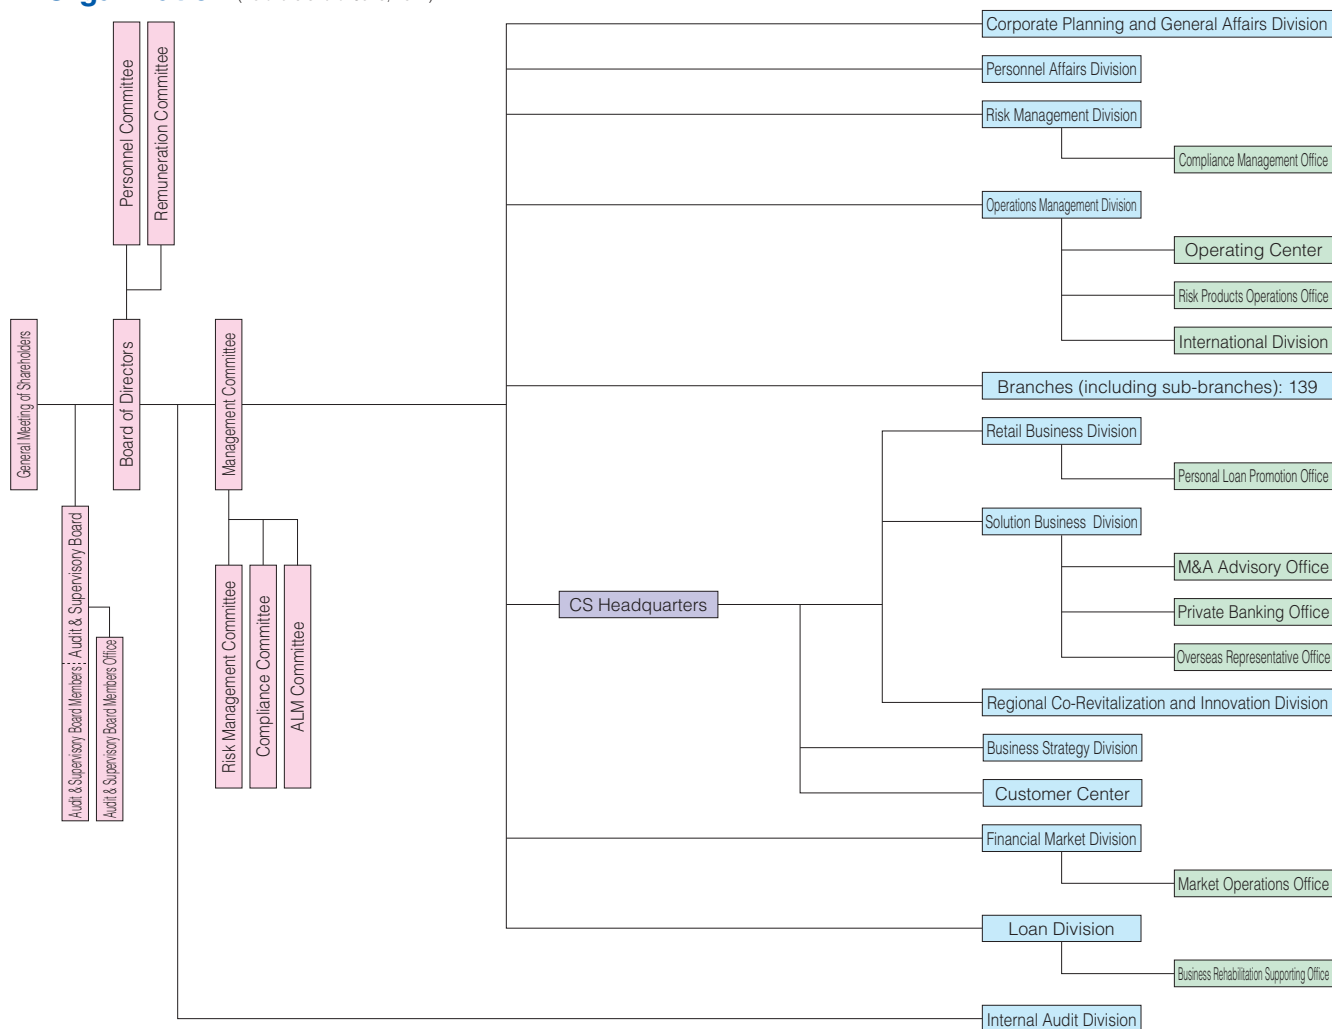 Corporate Planning and General Affairs Division
Personnel Affairs Division
Risk Management Division
Compliance Management Office
Operations Management Division
Operating Center
Risk Products Operations Office
International Division
Branches (including sub-branches): 139
Retail Business Division
Personal Loan Promotion Office
Solution Business Division
M&A Advisory Office
Private Banking Office
Overseas Representative Office
Regional Co-Revitalization and Innovation Division
Business Strategy Division
Customer Center
Financial Market Division
Market Operations Office
Loan Division
Business Rehabilitation Supporting Office
Internal Audit Division
CS Headquarters
Personnel Committee
Remuneration Committee
General Meeting of Shareholders
Board of Directors
Management Committee
Audit & Supervisory Board Members
Audit & Supervisory Board
Audit & Supervisory Board Members Office
Risk Management Committee
Compliance Committee
ALM Committee